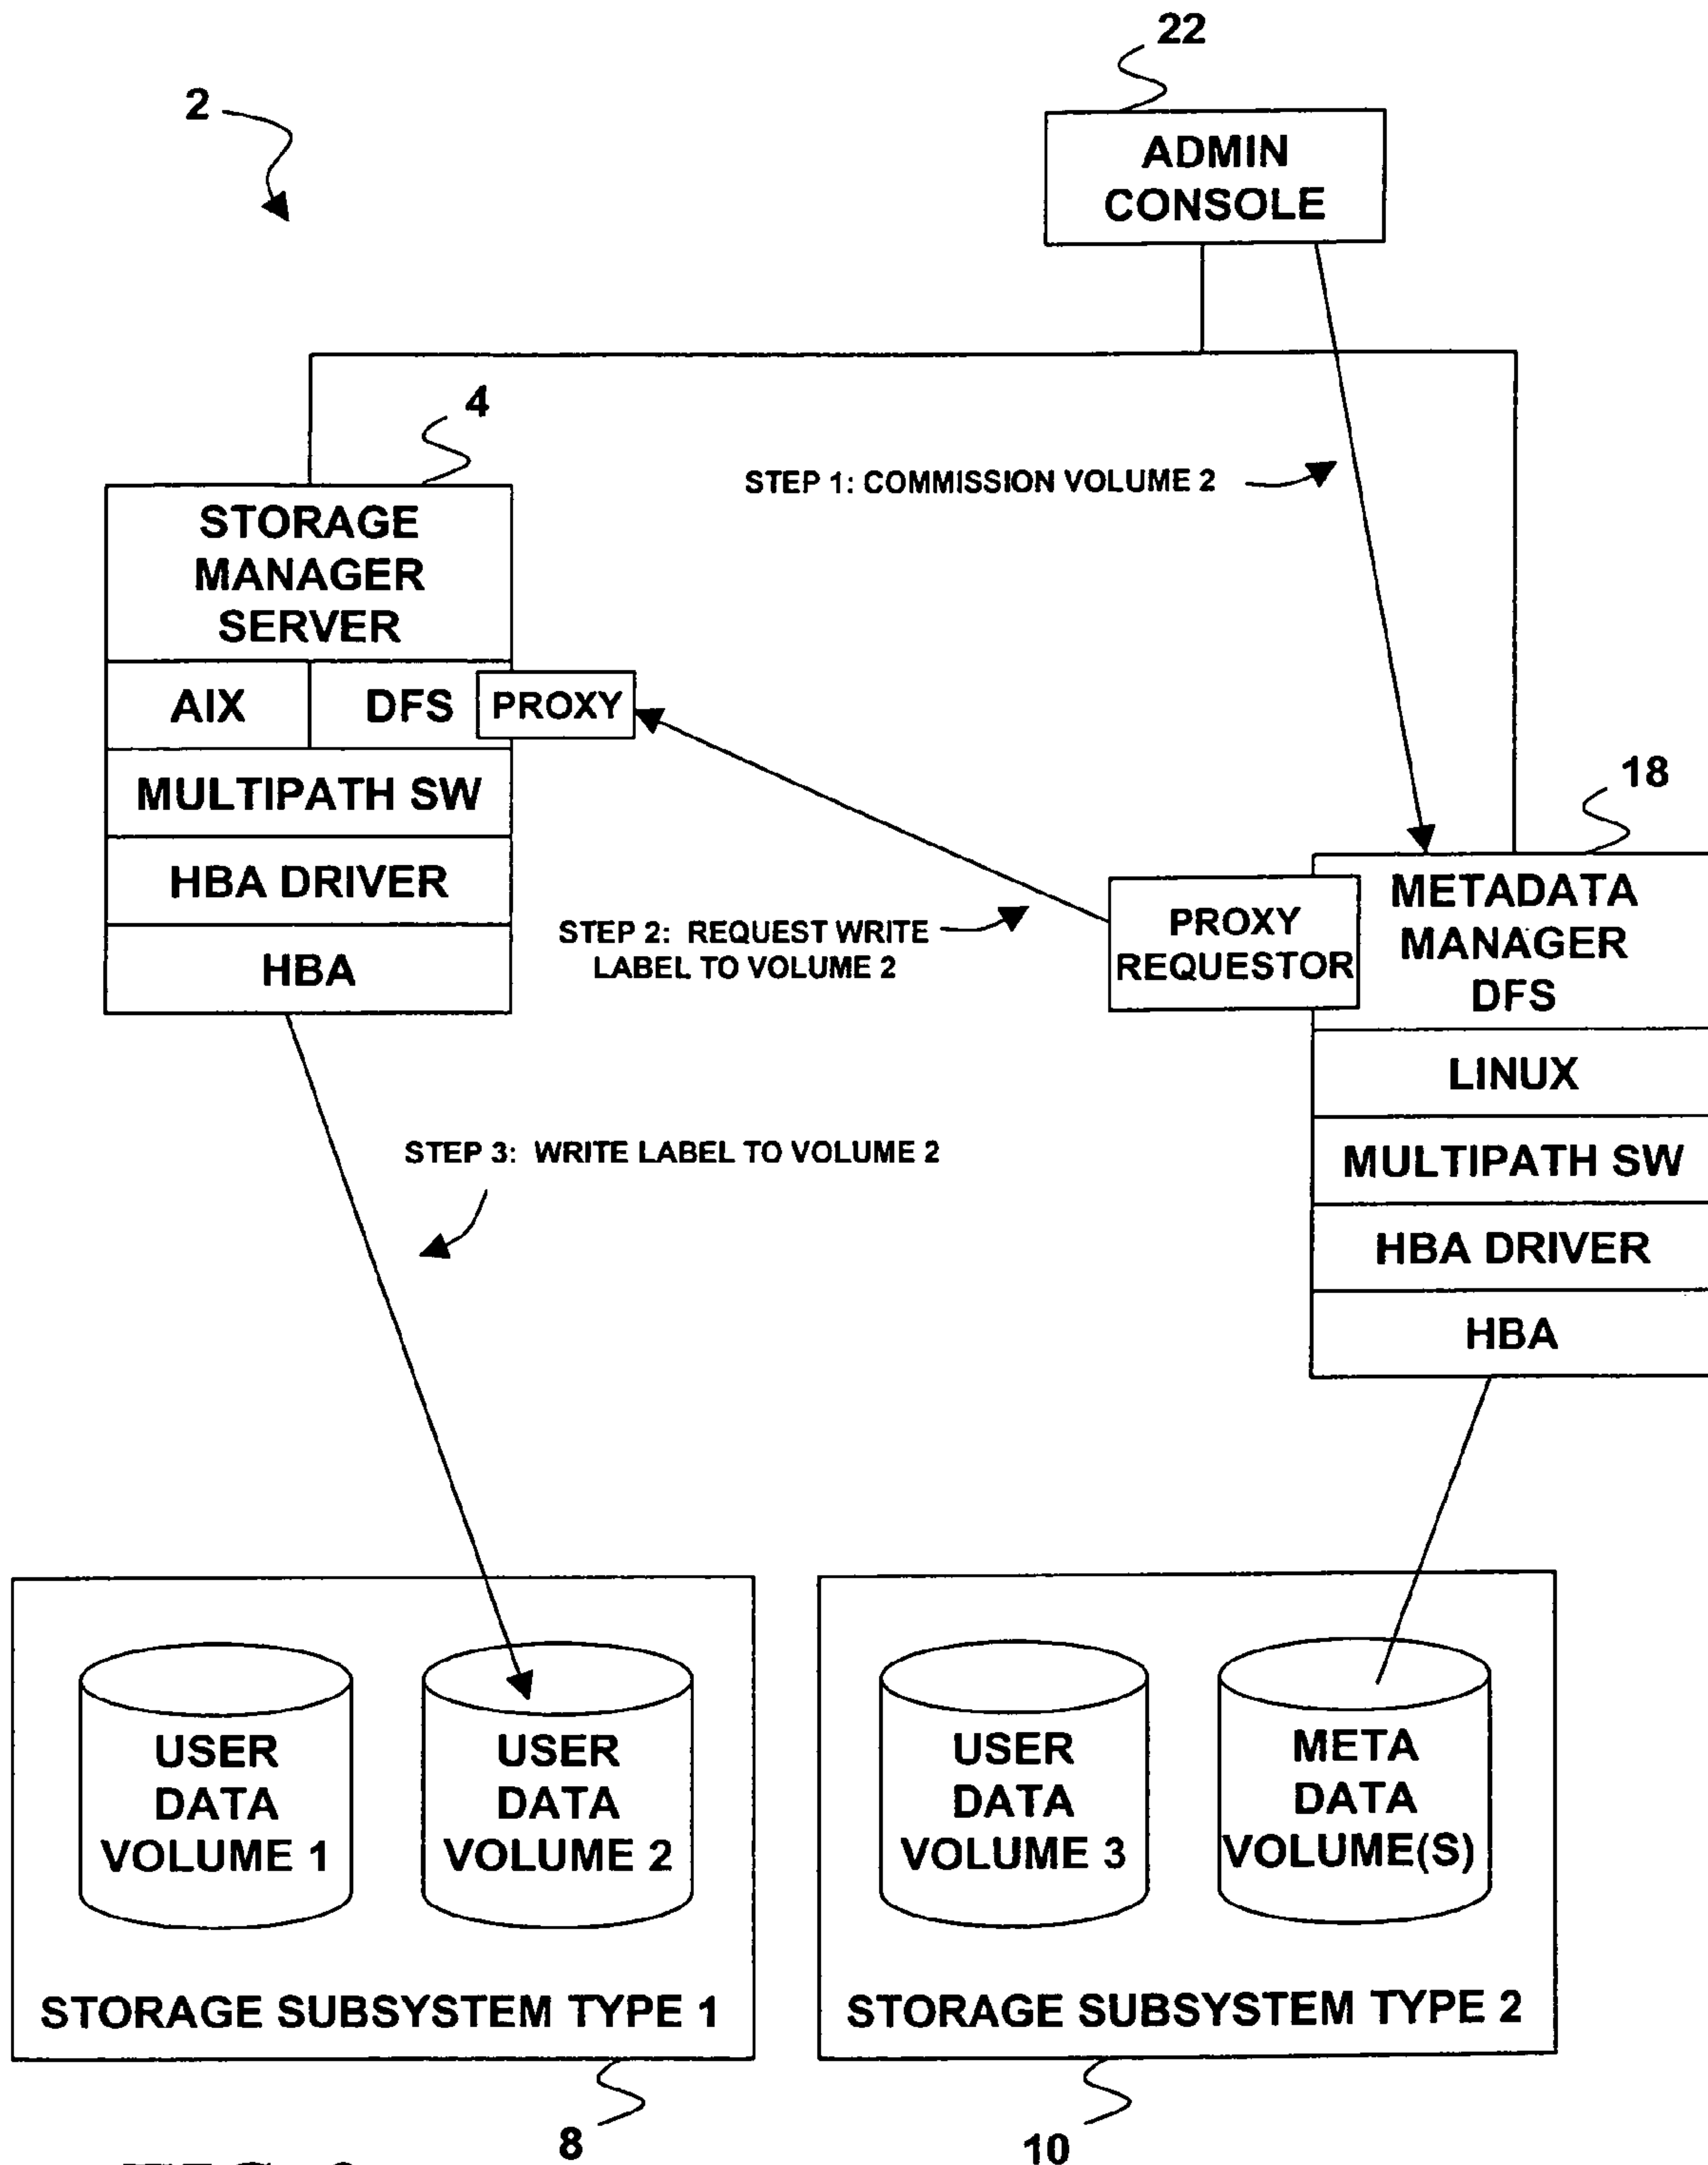 22
2
ADMIN
CONSOLE
4
STEP 1: COMMISSION VOLUME 2
STORAGE
MANAGER
SERVER
AIX
DFS
PROXY
MULTIPATH SW
HBA DRIVER
HBA
18
STEP 2: REQUEST WRITE
LABEL TO VOLUME 2
PROXY
REQUESTOR
METADATA
MANAGER
DFS
LINUX
MULTIPATH SW
HBA DRIVER
HBA
STEP 3: WRITE LABEL TO VOLUME 2
USER
DATA
VOLUME 1
USER
DATA
VOLUME 2
STORAGE SUBSYSTEM TYPE 1
USER
DATA
VOLUME 3
META
DATA
VOLUME(S)
STORAGE SUBSYSTEM TYPE 2
8
10